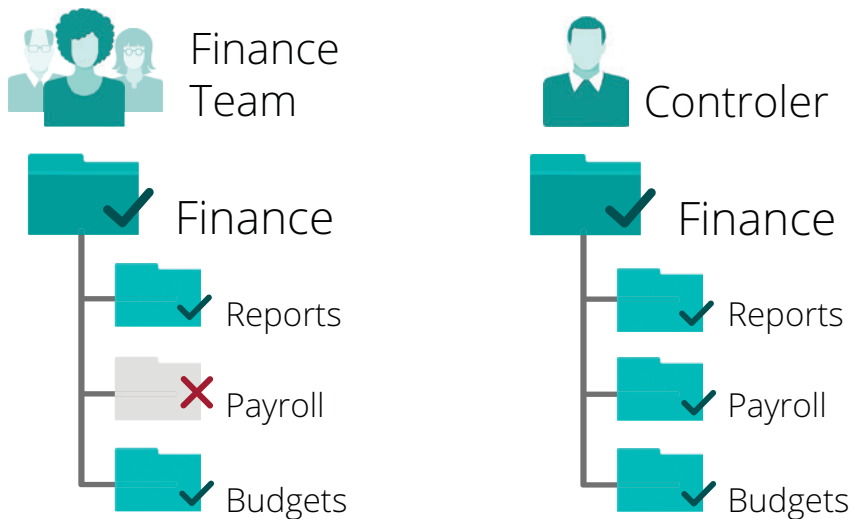 Finance
Team
Finance
Reports
Payroll
Budgets
Controler
Finance
Reports
Payroll
Budgets